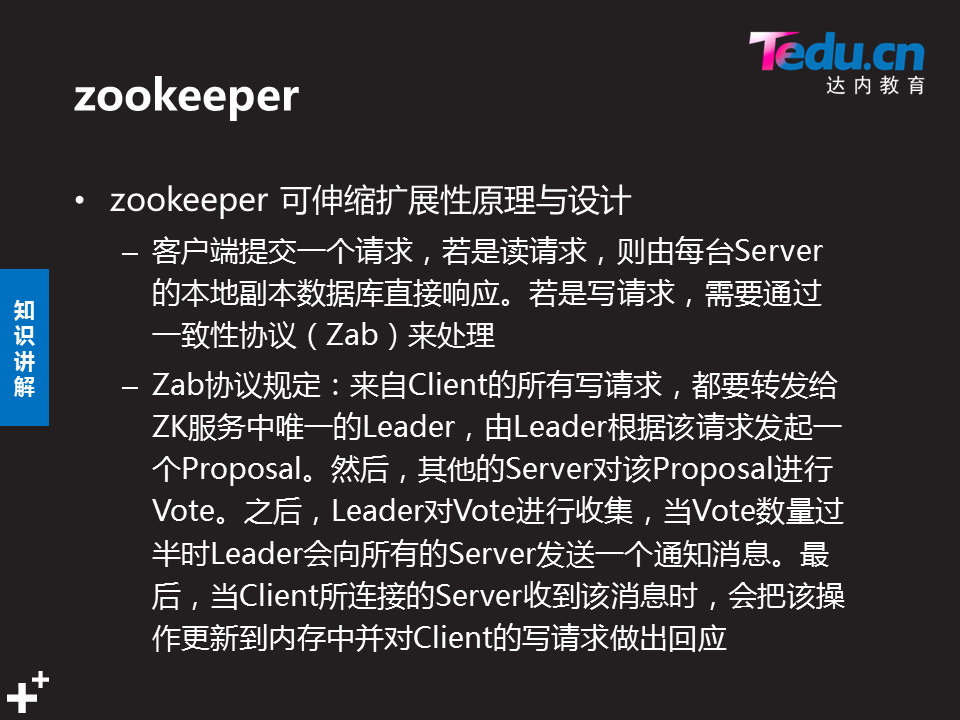 Tedu.cn
达内教育
zookeeper
• zookeeper 可伸缩扩展性原理与设计
– 客户端提交一个请求，若是读请求，则由每台Server
的本地副本数据库直接响应。若是写请求，需要通过
一致性协议（Zab）来处理
– Zab协议规定：来自Client的所有写请求，都要转发给
ZK服务中唯一的Leader，由Leader根据该请求发起一
个Proposal。然后，其他的Server对该Proposal进行
Vote。之后，Leader对Vote进行收集，当Vote数量过
半时Leader会向所有的Server发送一个通知消息。最
后，当Client所连接的Server收到该消息时，会把该操
作更新到内存中并对Client的写请求做出回应
知
识
讲
解